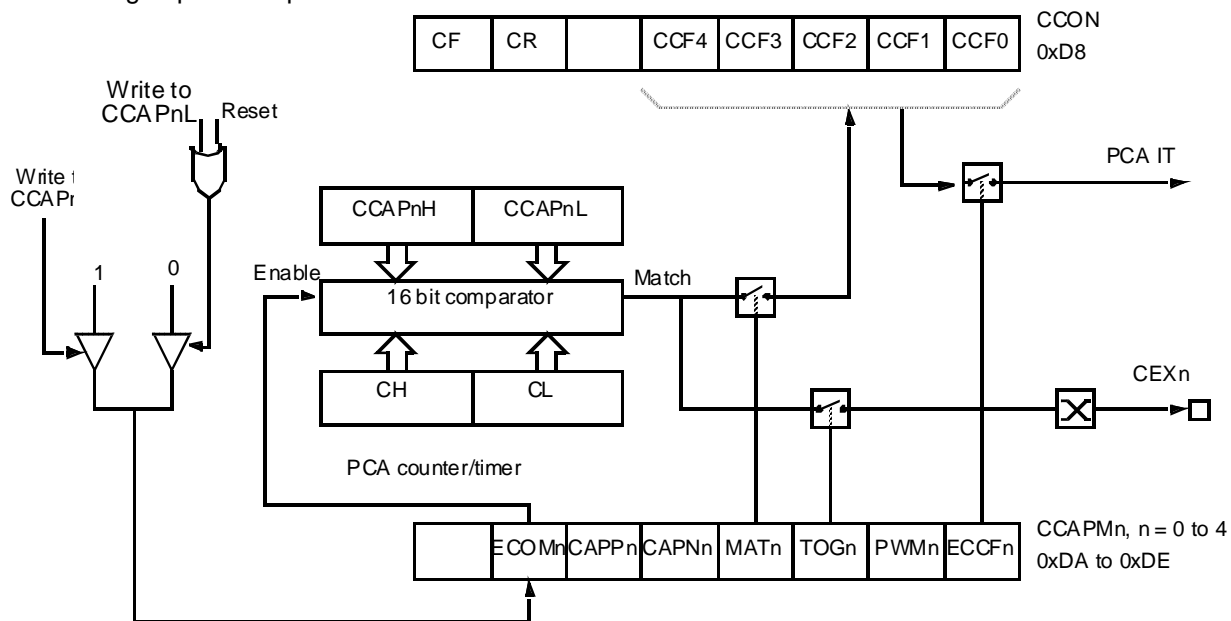 CCON
CF CR CCF4 CCF3 CCF2 CCF1 CCF0
0xD8
Write to
CCAPnL Reset
PCA IT
Write
CCAPnH CCAPnL
1 0
Enable
Match
16 bit comparator
CH CL
CEXn
PCA counter/timer
ECOMn CAPPn CAPNn MATn TOGn PWMn ECCFn
CCAPMn, n = 0 to 4
0xDA to 0xDE